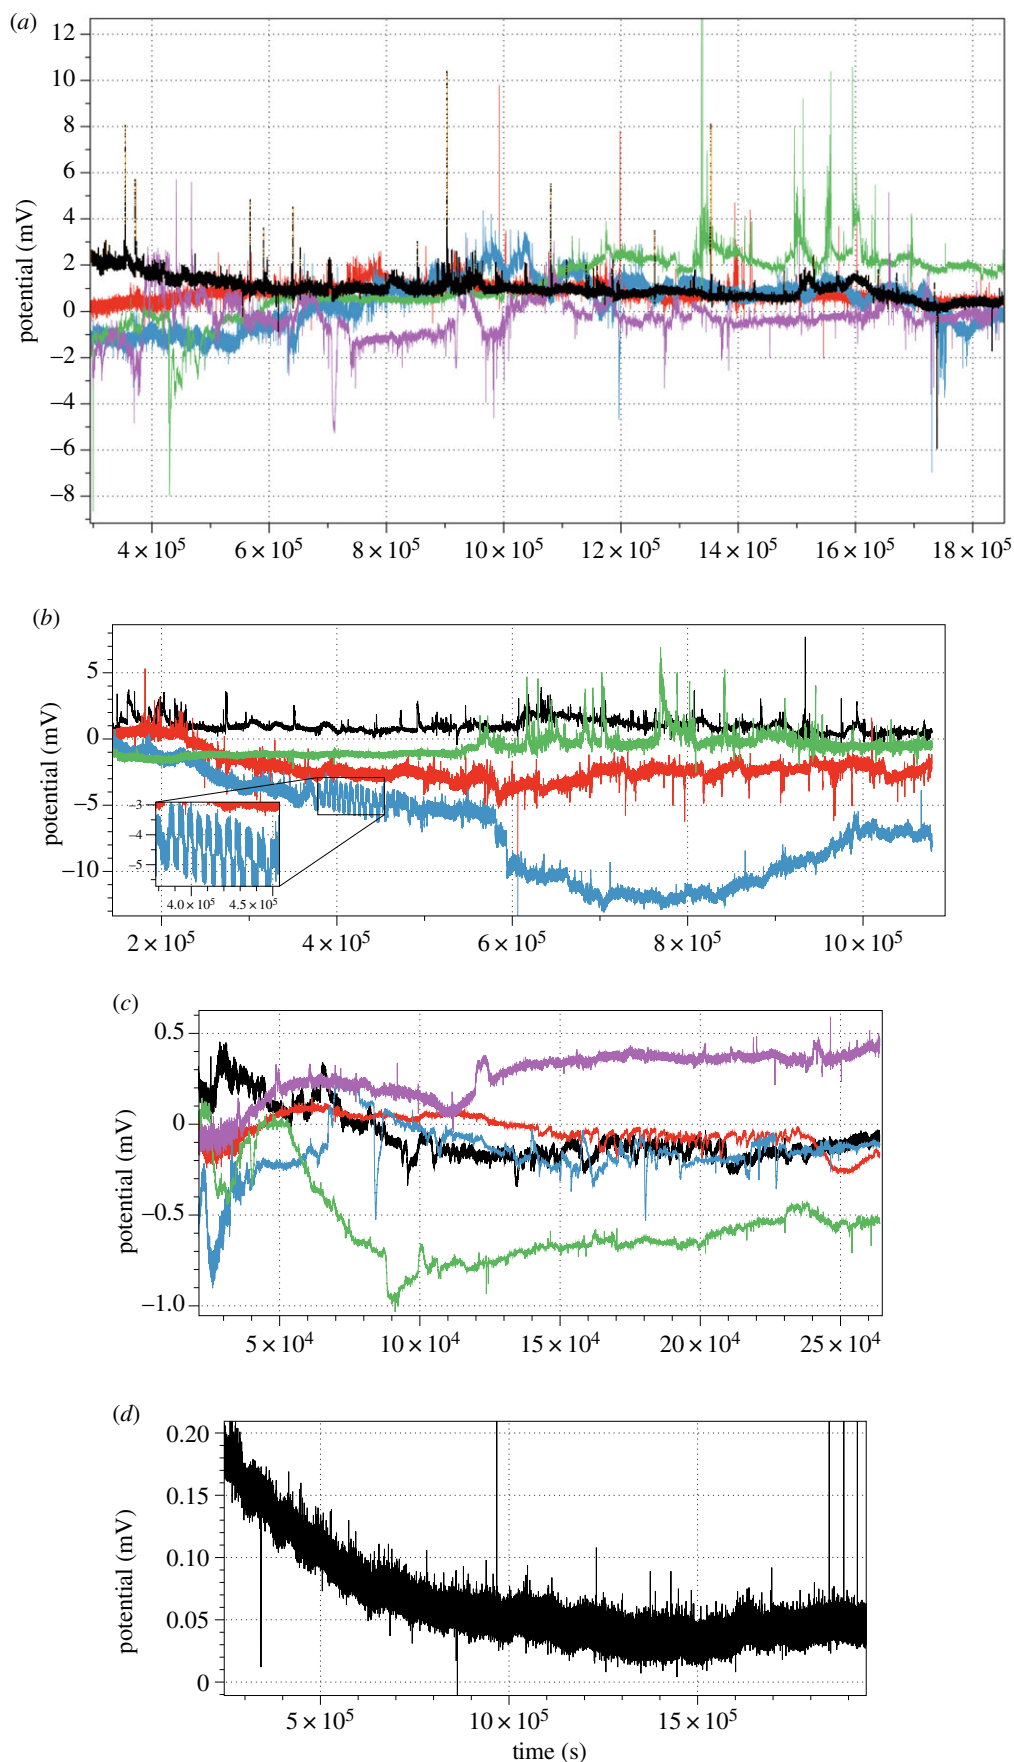 (a)
12
10
8
6
4
2
0
−2
−4
−6
−8
potential (mV)
4 × 10⁵ 6 × 10⁵ 8 × 10⁵ 10 × 10⁵ 12 × 10⁵ 14 × 10⁵ 16 × 10⁵ 18 × 10⁵
(b)
5
0
−5
−10
potential (mV)
−3
−4
−5
4.0 × 10⁵ 4.5 × 10⁵
2 × 10⁵ 4 × 10⁵ 6 × 10⁵ 8 × 10⁵ 10 × 10⁵
(c)
0.5
0
−0.5
−1.0
potential (mV)
5 × 10⁴ 10 × 10⁴ 15 × 10⁴ 20 × 10⁴ 25 × 10⁴
(d)
0.20
0.15
0.10
0.05
0
potential (mV)
5 × 10⁵ 10 × 10⁵ 15 × 10⁵
time (s)